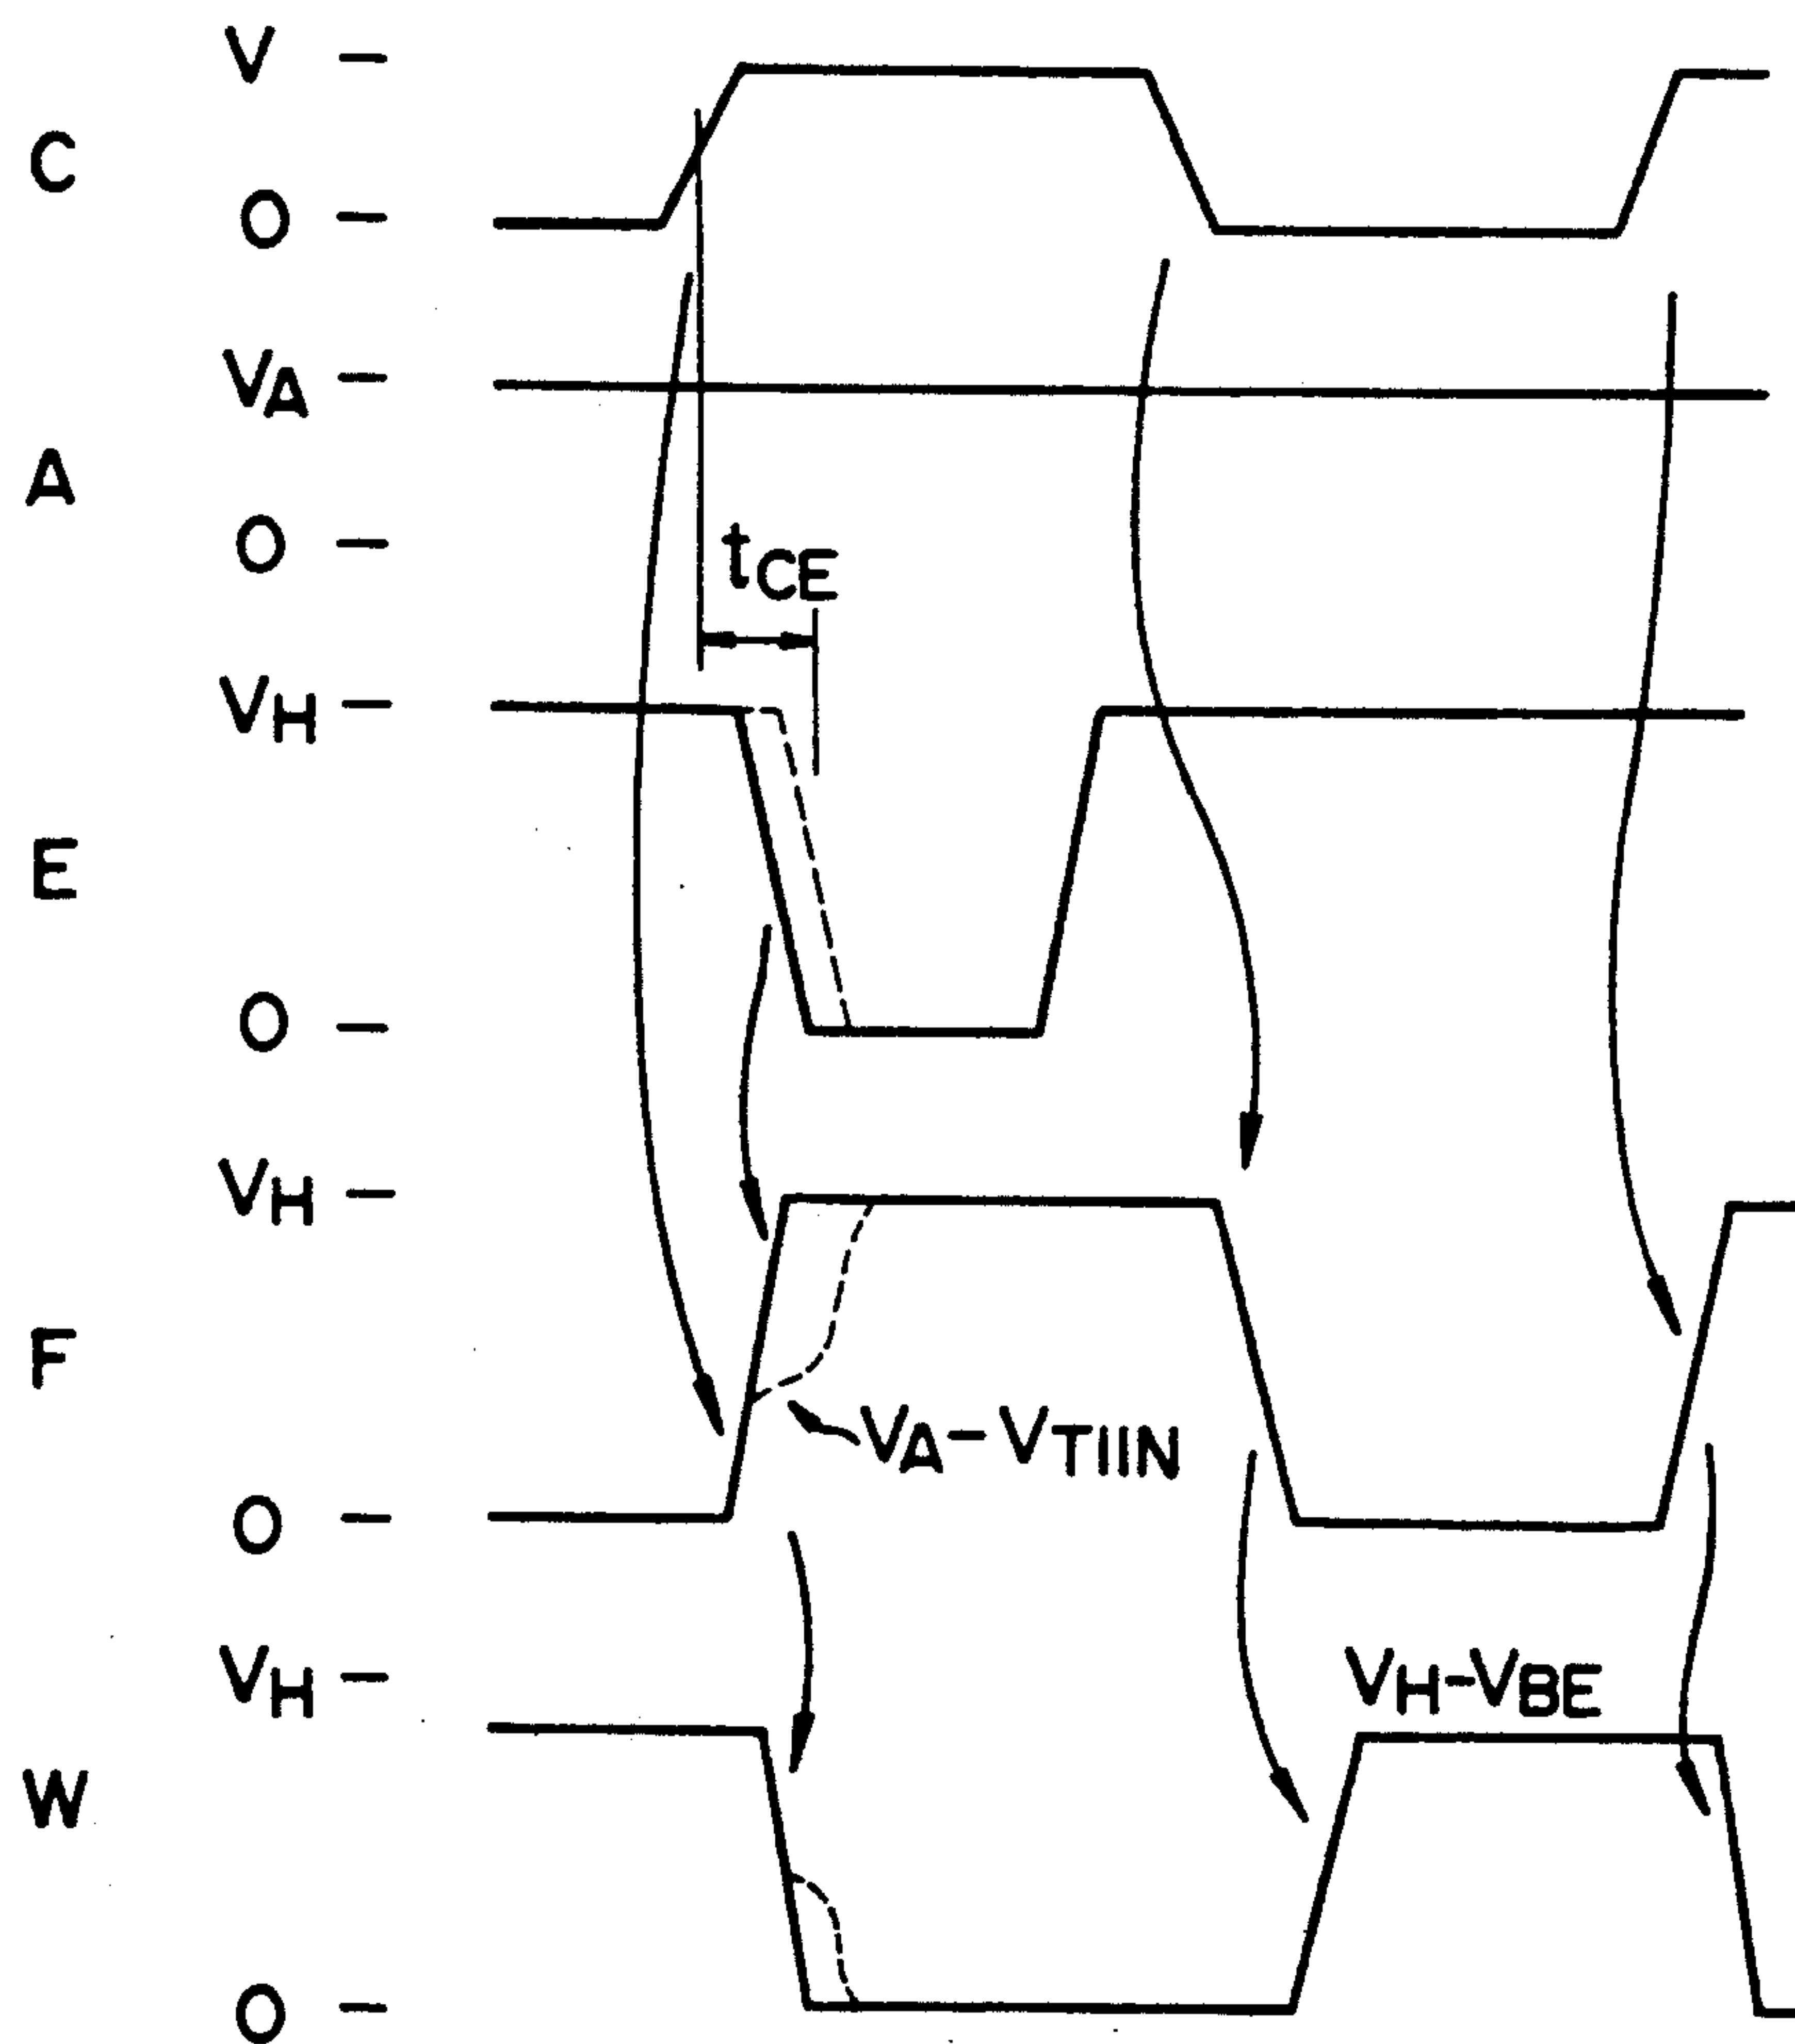 V –
C
O –
VA –
A
O –
tCE
VH –
E
O –
VH –
F
VA–VTIIN
O –
VH –
VH–VBE
W
O –